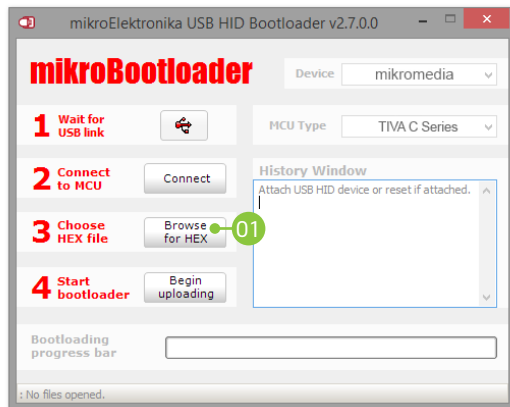 mikroElektronika USB HID Bootloader v2.7.0.0
mikroBootloader
Device
mikromedia
1 Wait for
USB link
MCU Type
TIVA C Series
2 Connect
to MCU
Connect
History Window
Attach USB HID device or reset if attached.
3 Choose
HEX file
Browse
for HEX
01
4 Start
bootloader
Begin
uploading
Bootloading
progress bar
: No files opened.